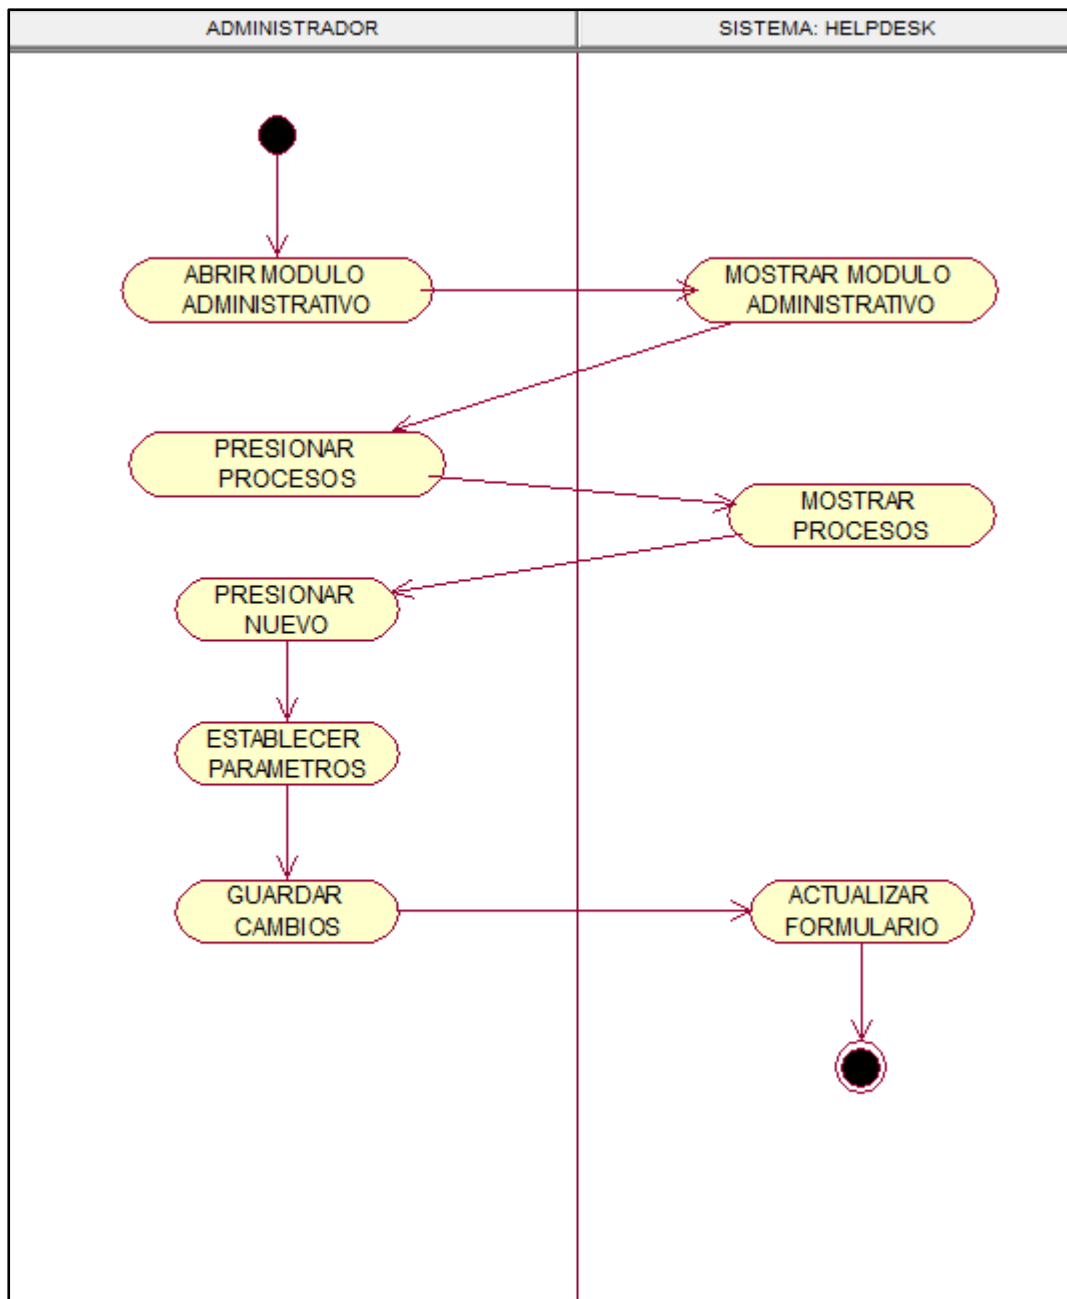 ADMINISTRADOR
SISTEMA: HELPDESK
ABRIR MODULO
ADMINISTRATIVO
MOSTRAR MODULO
ADMINISTRATIVO
PRESIONAR
PROCESOS
MOSTRAR
PROCESOS
PRESIONAR
NUEVO
ESTABLECER
PARAMETROS
GUARDAR
CAMBIOS
ACTUALIZAR
FORMULARIO